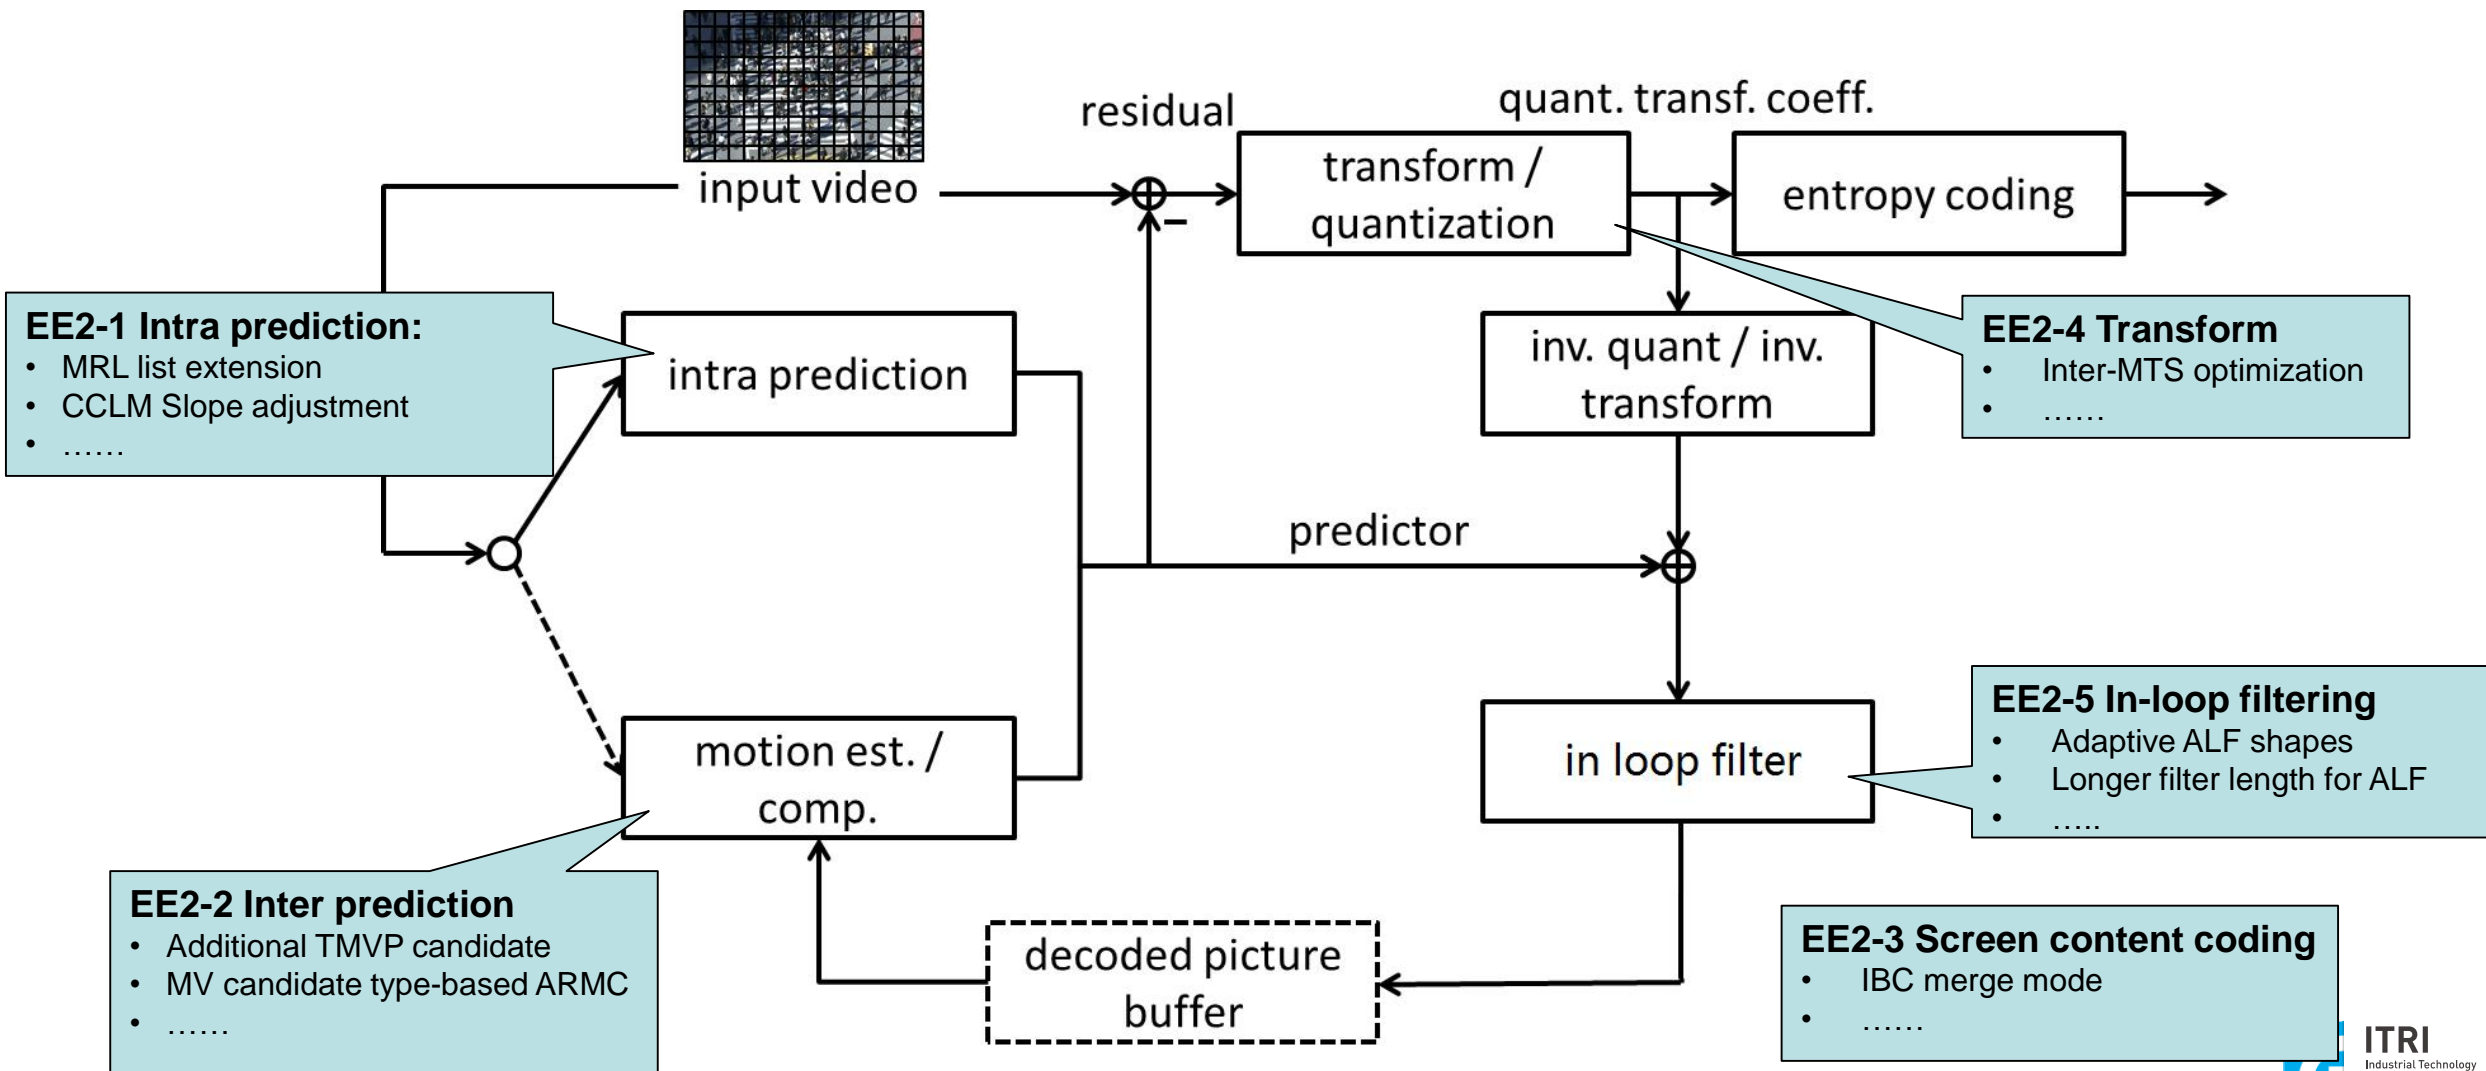 residual
quant. transf. coeff.
input video
transform /
quantization
entropy coding
–
EE2-1 Intra prediction:
• MRL list extension
• CCLM Slope adjustment
• ……
intra prediction
inv. quant / inv.
transform
EE2-4 Transform
• Inter-MTS optimization
• ……
predictor
motion est. /
comp.
in loop filter
EE2-5 In-loop filtering
• Adaptive ALF shapes
• Longer filter length for ALF
• …..
EE2-2 Inter prediction
• Additional TMVP candidate
• MV candidate type-based ARMC
• ……
decoded picture
buffer
EE2-3 Screen content coding
• IBC merge mode
• ……
ITRI
Industrial Technology